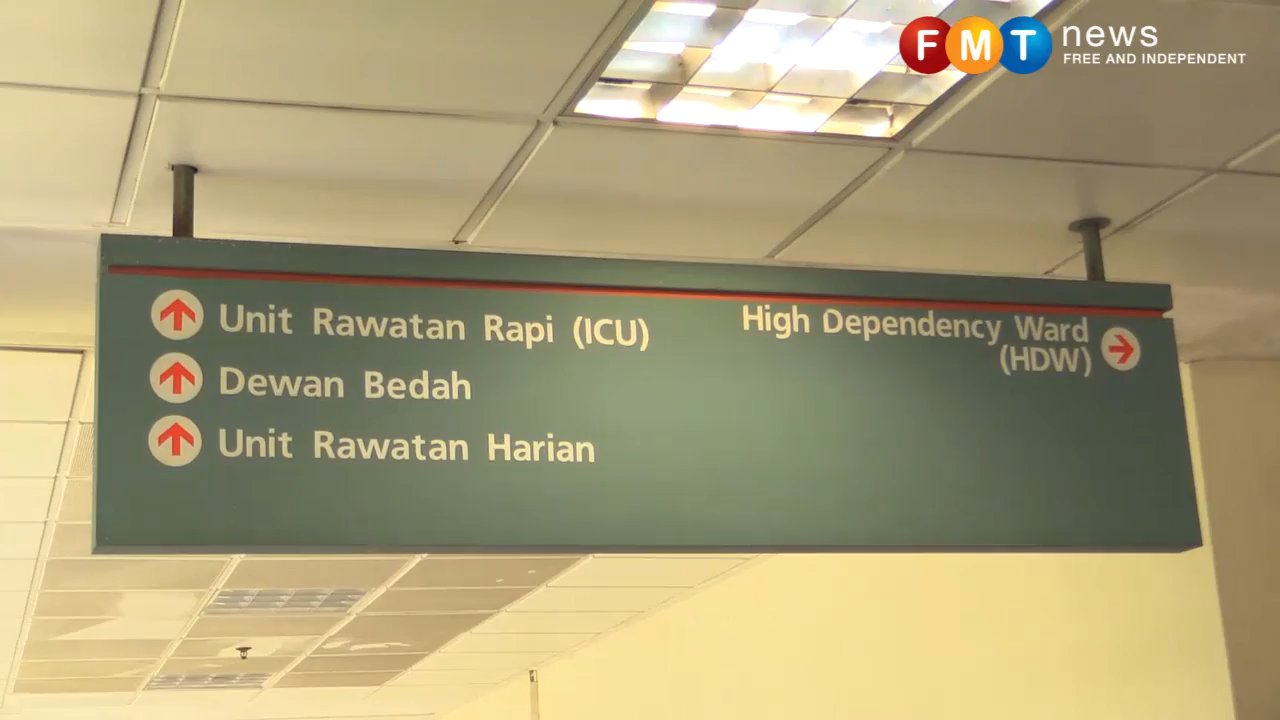 FMT news
FREE AND INDEPENDENT
Unit Rawatan Rapi (ICU)
Dewan Bedah
Unit Rawatan Harian
High Dependency Ward
(HDW)